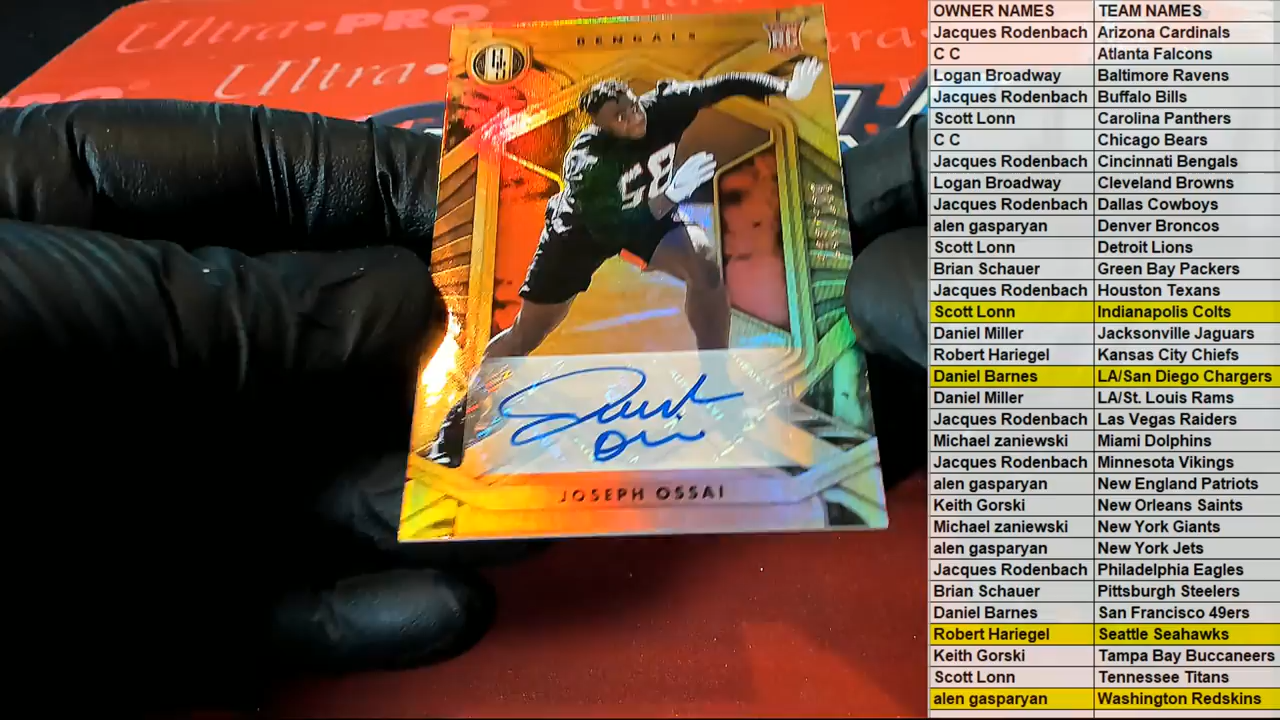 Ultra•PRO
Ultra•
PRO
BENGALS
RC
58
JOSEPH OSSAI
OWNER NAMES TEAM NAMES
Jacques Rodenbach Arizona Cardinals
C C Atlanta Falcons
Logan Broadway Baltimore Ravens
Jacques Rodenbach Buffalo Bills
Scott Lonn Carolina Panthers
C C Chicago Bears
Jacques Rodenbach Cincinnati Bengals
Logan Broadway Cleveland Browns
Jacques Rodenbach Dallas Cowboys
alen gasparyan Denver Broncos
Scott Lonn Detroit Lions
Brian Schauer Green Bay Packers
Jacques Rodenbach Houston Texans
Scott Lonn Indianapolis Colts
Daniel Miller Jacksonville Jaguars
Robert Hariegel Kansas City Chiefs
Daniel Barnes LA/San Diego Chargers
Daniel Miller LA/St. Louis Rams
Jacques Rodenbach Las Vegas Raiders
Michael zaniewski Miami Dolphins
Jacques Rodenbach Minnesota Vikings
alen gasparyan New England Patriots
Keith Gorski New Orleans Saints
Michael zaniewski New York Giants
alen gasparyan New York Jets
Jacques Rodenbach Philadelphia Eagles
Brian Schauer Pittsburgh Steelers
Daniel Barnes San Francisco 49ers
Robert Hariegel Seattle Seahawks
Keith Gorski Tampa Bay Buccaneers
Scott Lonn Tennessee Titans
alen gasparyan Washington Redskins